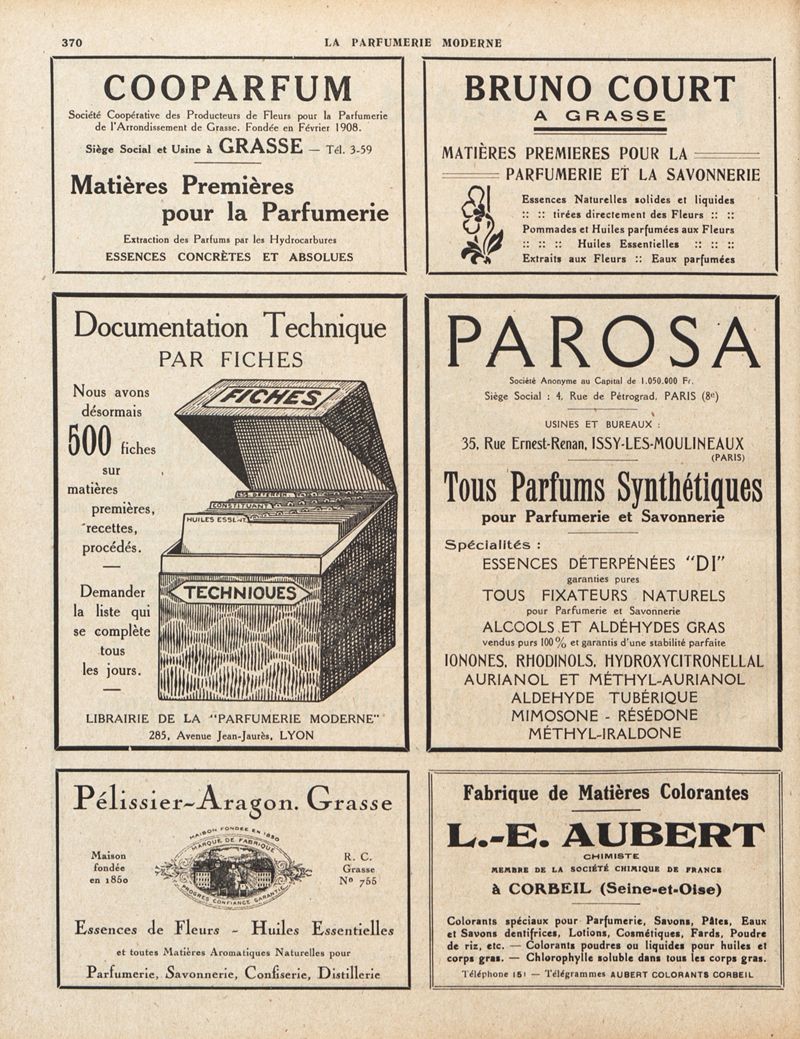 370
LA PARFUMERIE MODERNE
COOPARFUM
Société Coopérative des Producteurs de Fleurs pour la Parfumerie
de l'Arrondissement de Grasse. Fondée en Février 1908.
Siège Social et Usine à GRASSE — Tél. 3-59
Matières Premières
pour la Parfumerie
Extraction des Parfums par les Hydrocarbures
ESSENCES CONCRÈTES ET ABSOLUES
BRUNO COURT
A GRASSE
MATIÈRES PREMIERES POUR LA
PARFUMERIE ET LA SAVONNERIE
Essences Naturelles solides et liquides
:: :: tirées directement des Fleurs :: ::
Pommades et Huiles parfumées aux Fleurs
:: :: :: Huiles Essentielles :: :: ::
Extraits aux Fleurs :: Eaux parfumées
Documentation Technique
PAR FICHES
Nous avons
désormais
500 fiches
sur
matières
premières,
recettes,
procédés.
Demander
la liste qui
se complète
tous
les jours.
FICHES
CONSTITUANT
HUILES ESSENT
TECHNIQUES
LIBRAIRIE DE LA "PARFUMERIE MODERNE"
285, Avenue Jean-Jaurès, LYON
PAROSA
Société Anonyme au Capital de 1.050.000 Fr.
Siège Social : 4, Rue de Pétrograd, PARIS (8e)
USINES ET BUREAUX :
35, Rue Ernest-Renan, ISSY-LES-MOULINEAUX
(PARIS)
Tous Parfums Synthétiques
pour Parfumerie et Savonnerie
Spécialités :
ESSENCES DÉTERPÉNÉES "DI"
garanties pures
TOUS FIXATEURS NATURELS
pour Parfumerie et Savonnerie
ALCOOLS ET ALDÉHYDES GRAS
vendus purs 100% et garantis d'une stabilité parfaite
IONONES, RHODINOLS, HYDROXYCITRONELLAL
AURIANOL ET MÉTHYL-AURIANOL
ALDEHYDE TUBÉRIQUE
MIMOSONE - RÉSÉDONE
MÉTHYL-IRALDONE
Pélissier-Aragon. Grasse
MAISON FONDÉE EN 1850
MARQUE DE FABRIQUE
PROGRÈS CONFIANCE GARANTIE
Maison
fondée
en 1850
R. C.
Grasse
No 755
Essences de Fleurs - Huiles Essentielles
et toutes Matières Aromatiques Naturelles pour
Parfumerie, Savonnerie, Confiserie, Distillerie
Fabrique de Matières Colorantes
L.-E. AUBERT
CHIMISTE
MEMBRE DE LA SOCIÉTÉ CHIMIQUE DE FRANCE
à CORBEIL (Seine-et-Oise)
Colorants spéciaux pour Parfumerie, Savons, Pâtes, Eaux
et Savons dentifrices, Lotions, Cosmétiques, Fards, Poudre
de riz, etc. — Colorants poudres ou liquides pour huiles et
corps gras. — Chlorophylle soluble dans tous les corps gras.
Téléphone 151 — Télégrammes AUBERT COLORANTS CORBEIL